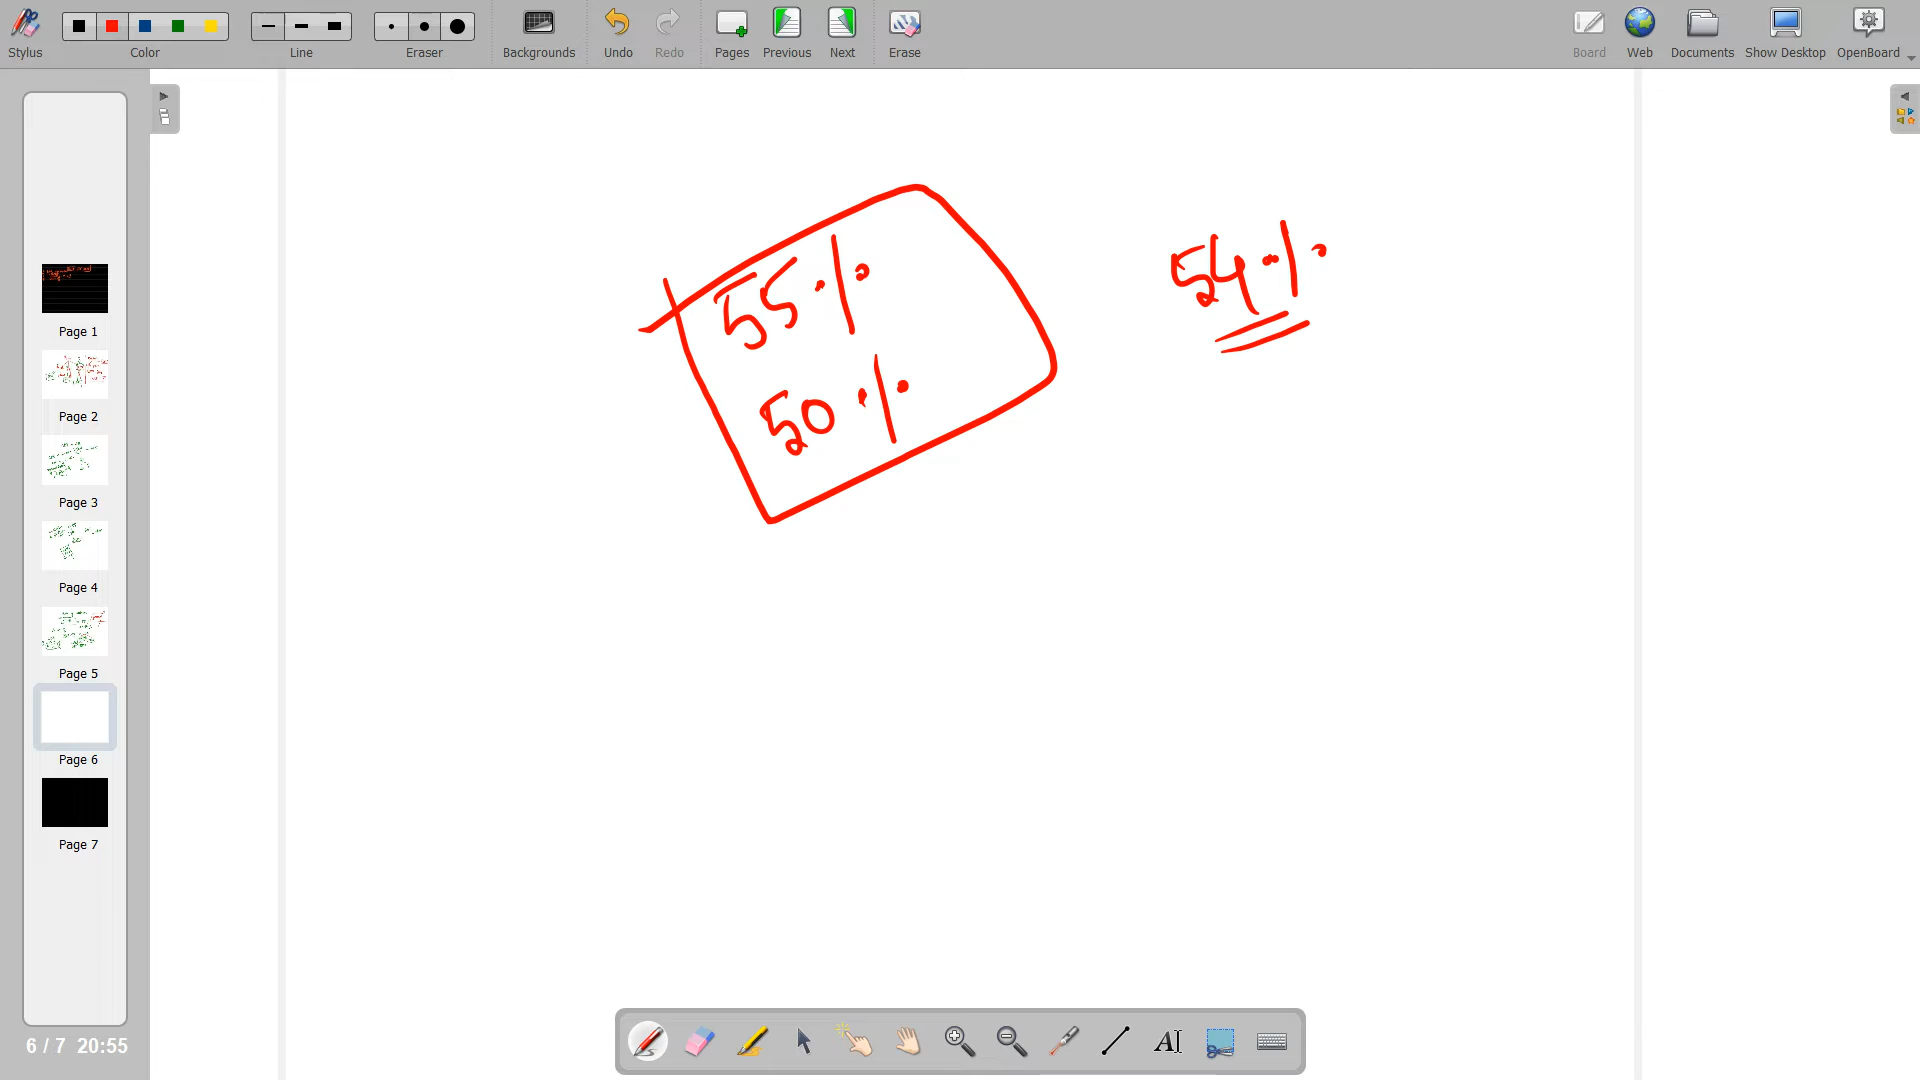 Stylus
Color
Line
Eraser
Backgrounds
Undo
Redo
Pages
Previous
Next
Erase
Board
Web
Documents
Show Desktop
OpenBoard
Page 1
Page 2
Page 3
Page 4
Page 5
Page 6
Page 7
6 / 7 20:55
55%
50%
54%